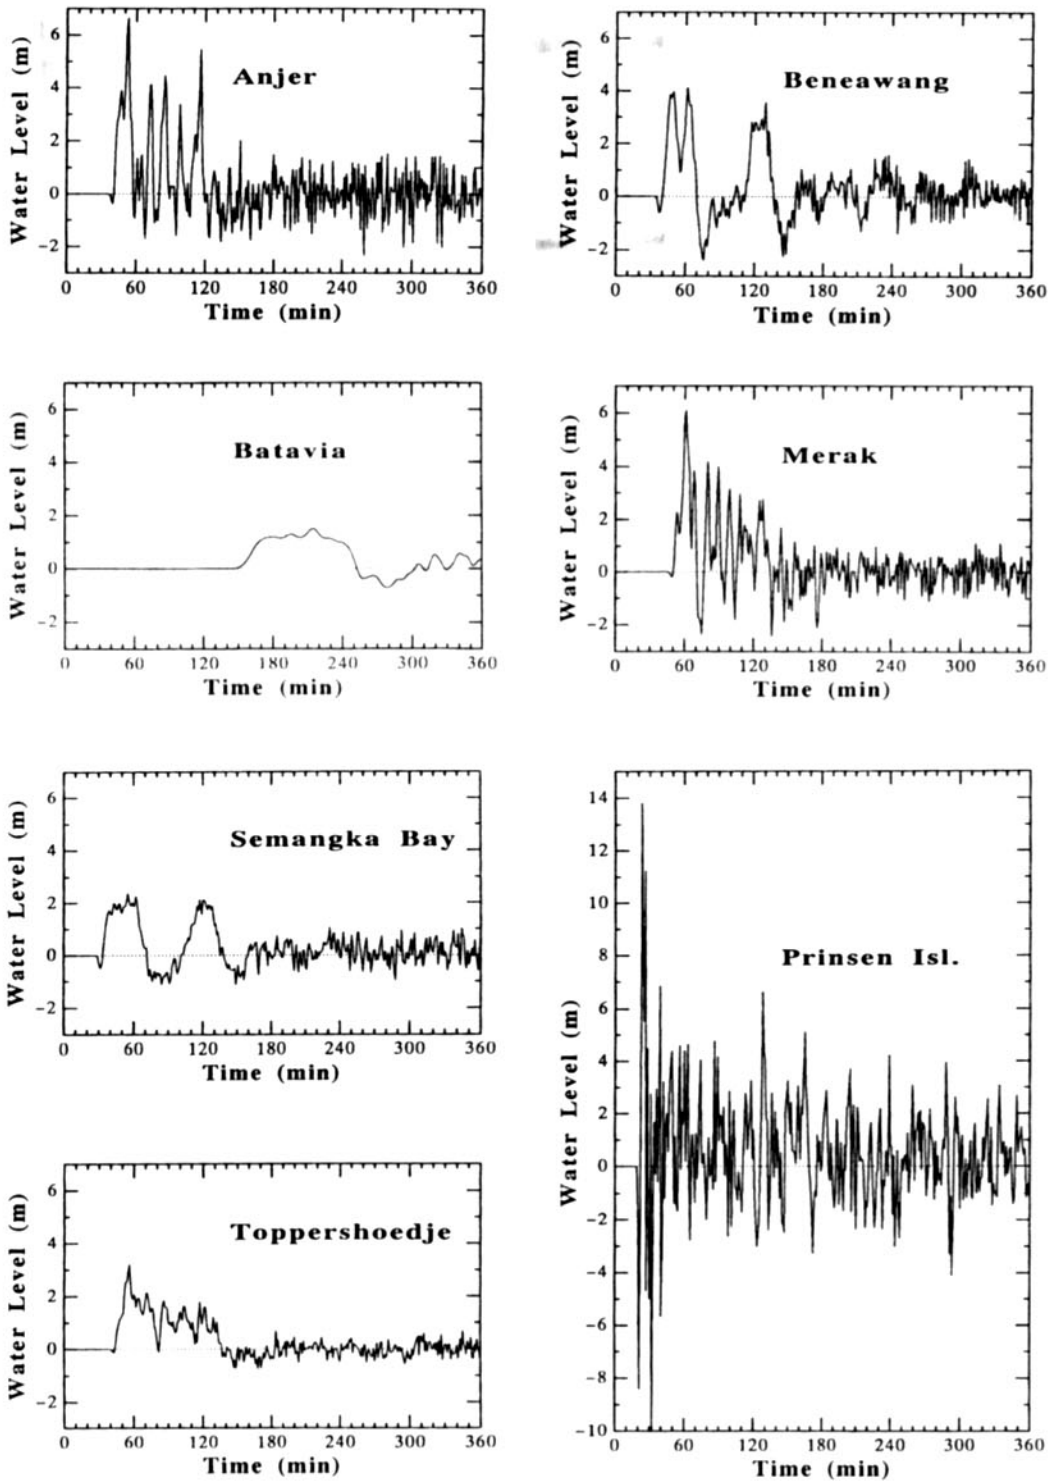 Water Level (m)
6
4
2
0
−2
Anjer
0 60 120 180 240 300 360
Time (min)
Water Level (m)
6
4
2
0
−2
Beneawang
0 60 120 180 240 300 360
Time (min)
Water Level (m)
6
4
2
0
−2
Batavia
0 60 120 180 240 300 360
Time (min)
Water Level (m)
6
4
2
0
−2
Merak
0 60 120 180 240 300 360
Time (min)
Water Level (m)
6
4
2
0
−2
Semangka Bay
0 60 120 180 240 300 360
Time (min)
Water Level (m)
14
12
10
8
6
4
2
0
−2
−4
−6
−8
−10
Prinsen Isl.
0 60 120 180 240 300 360
Time (min)
Water Level (m)
6
4
2
0
−2
Toppershoedje
0 60 120 180 240 300 360
Time (min)